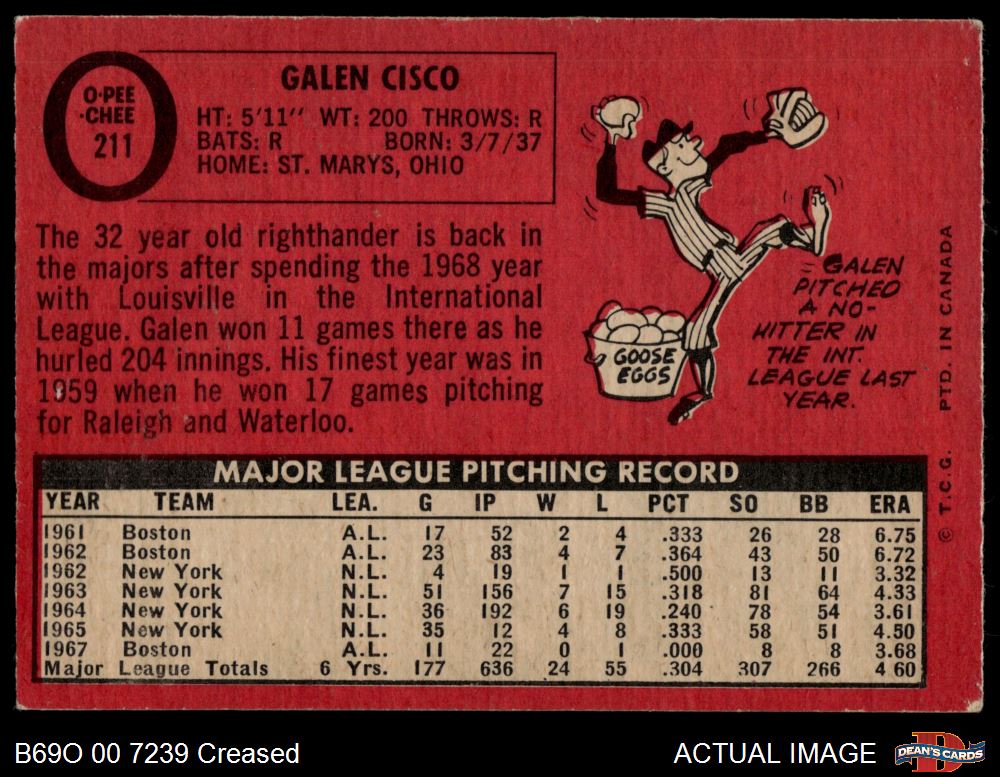 O·PEE
·CHEE
211
GALEN CISCO
HT: 5'11" WT: 200 THROWS: R
BATS: R BORN: 3/7/37
HOME: ST. MARYS, OHIO
The 32 year old righthander is back in
the majors after spending the 1968 year
with Louisville in the International
League. Galen won 11 games there as he
hurled 204 innings. His finest year was in
1959 when he won 17 games pitching
for Raleigh and Waterloo.
GOOSE
EGGS
GALEN
PITCHED
A NO-
HITTER IN
THE INT.
LEAGUE LAST
YEAR.
© T.C.G. PTD. IN CANADA
MAJOR LEAGUE PITCHING RECORD
YEAR TEAM LEA. G IP W L PCT SO BB ERA
1961 Boston A.L. 17 52 2 4 .333 26 28 6.75
1962 Boston A.L. 23 83 4 7 .364 43 50 6.72
1962 New York N.L. 4 19 1 1 .500 13 11 3.32
1963 New York N.L. 51 156 7 15 .318 81 64 4.33
1964 New York N.L. 36 192 6 19 .240 78 54 3.61
1965 New York N.L. 35 12 4 8 .333 58 51 4.50
1967 Boston A.L. 11 22 0 1 .000 8 8 3.68
Major League Totals 6 Yrs. 177 636 24 55 .304 307 266 4.60
B69O 00 7239 Creased
ACTUAL IMAGE
DEAN'S CARDS